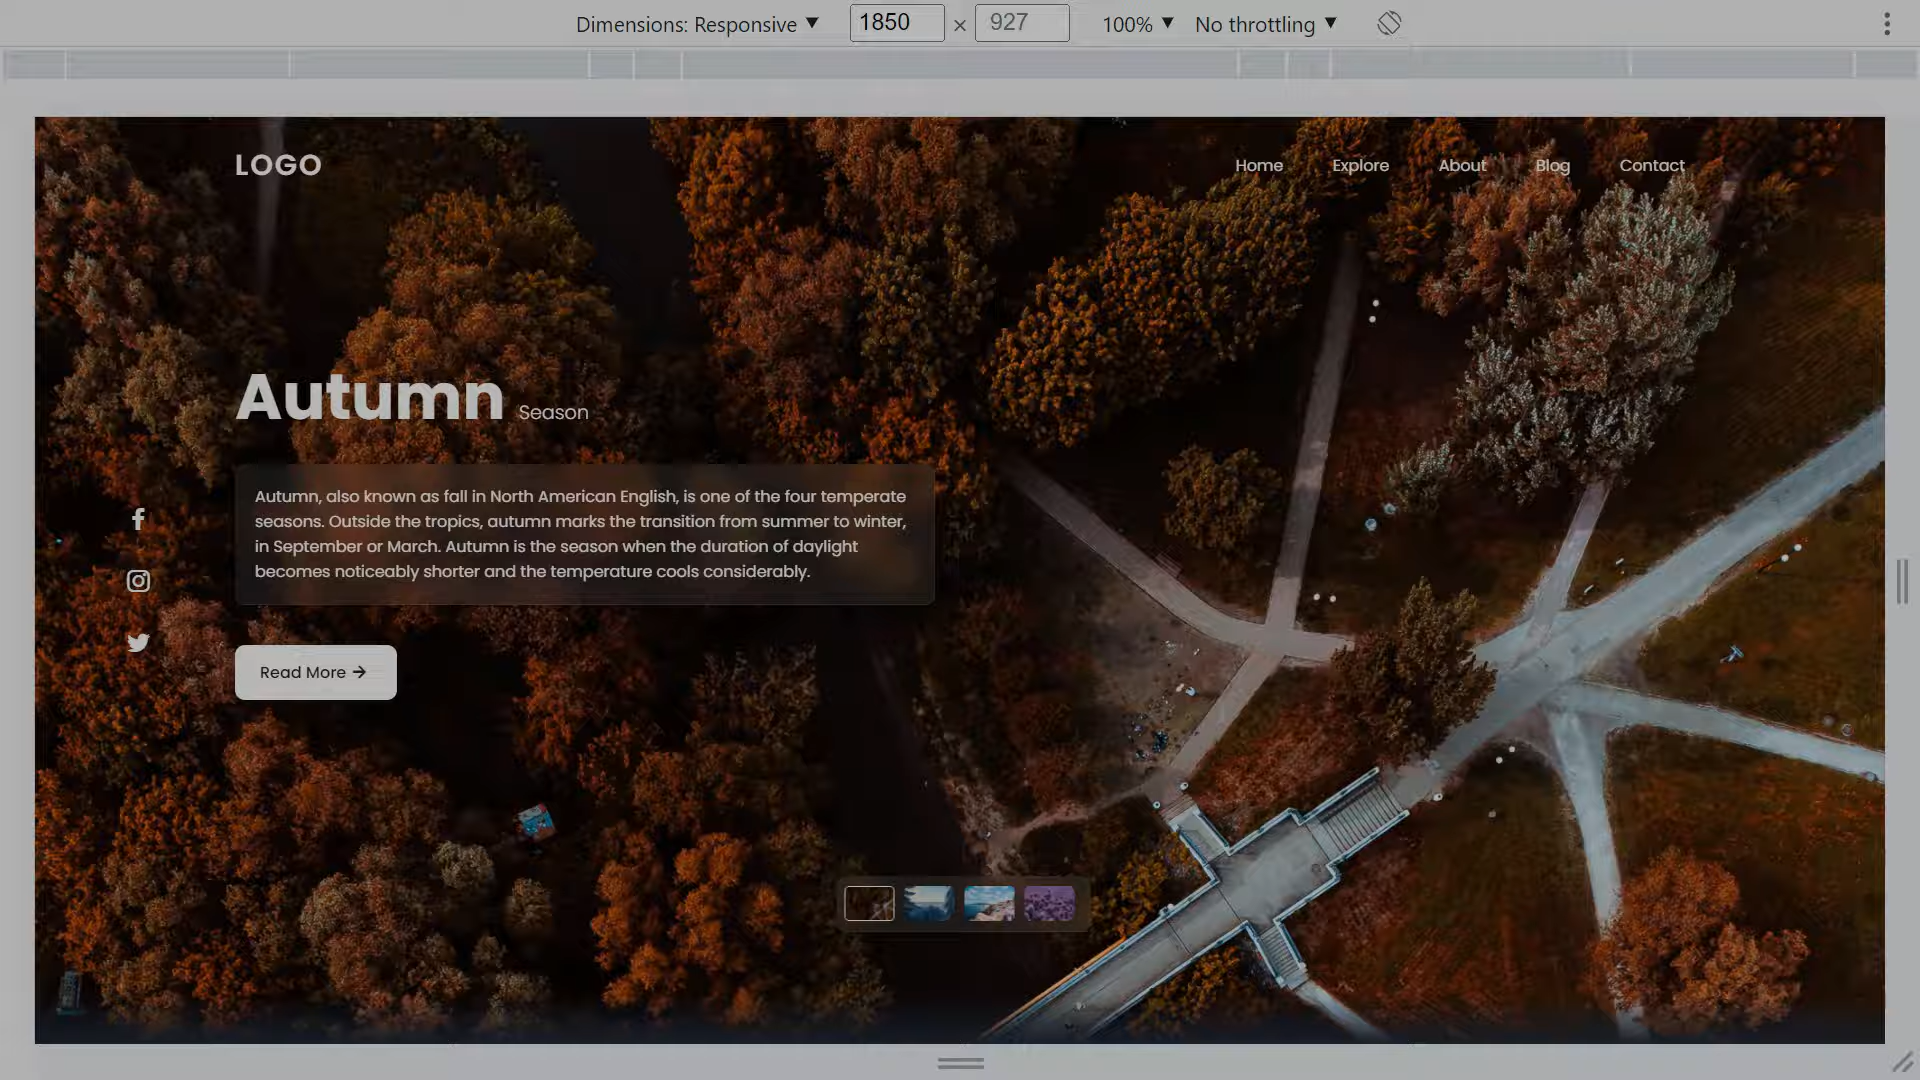 Dimensions: Responsive ▼ 1850 × 927 100% ▼ No throttling ▼
LOGO Home Explore About Blog Contact
Autumn Season
Autumn, also known as fall in North American English, is one of the four temperate
seasons. Outside the tropics, autumn marks the transition from summer to winter,
in September or March. Autumn is the season when the duration of daylight
becomes noticeably shorter and the temperature cools considerably.
Read More →